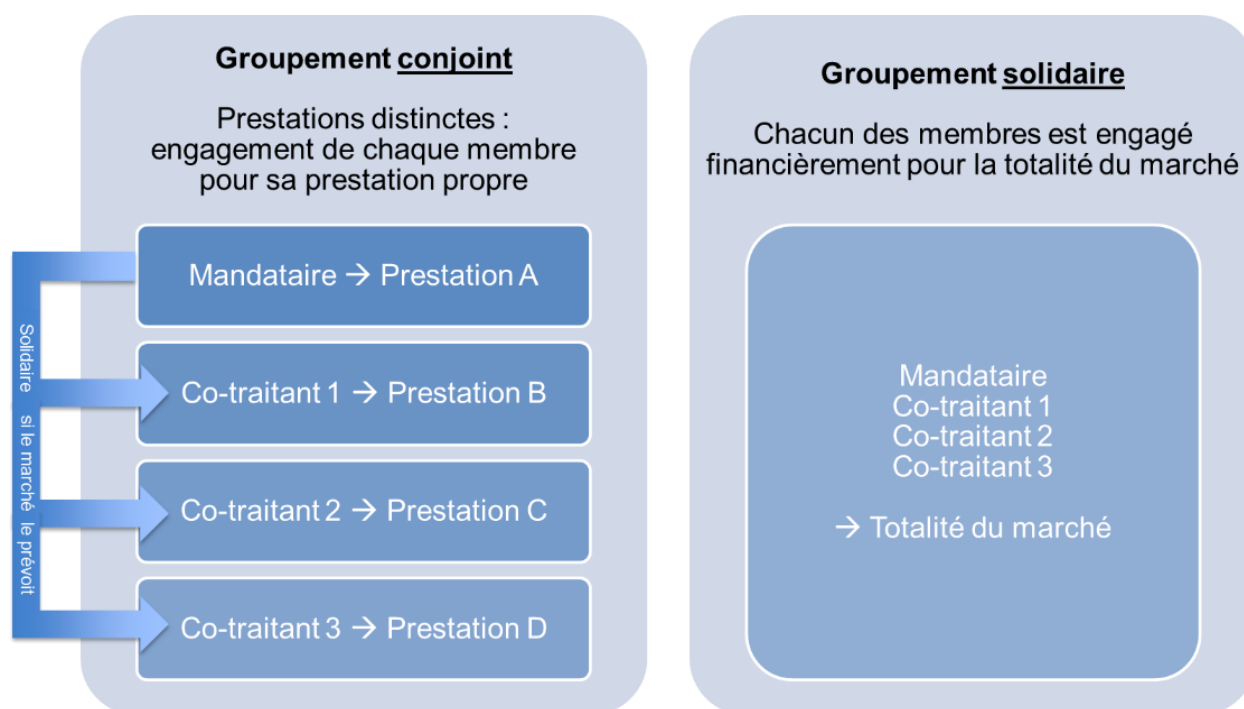 Groupement conjoint
Prestations distinctes :
engagement de chaque membre
pour sa prestation propre
Mandataire → Prestation A
Co-traitant 1 → Prestation B
Co-traitant 2 → Prestation C
Co-traitant 3 → Prestation D
Solidaire si le marché le prévoit
Groupement solidaire
Chacun des membres est engagé
financièrement pour la totalité du marché
Mandataire
Co-traitant 1
Co-traitant 2
Co-traitant 3
→ Totalité du marché